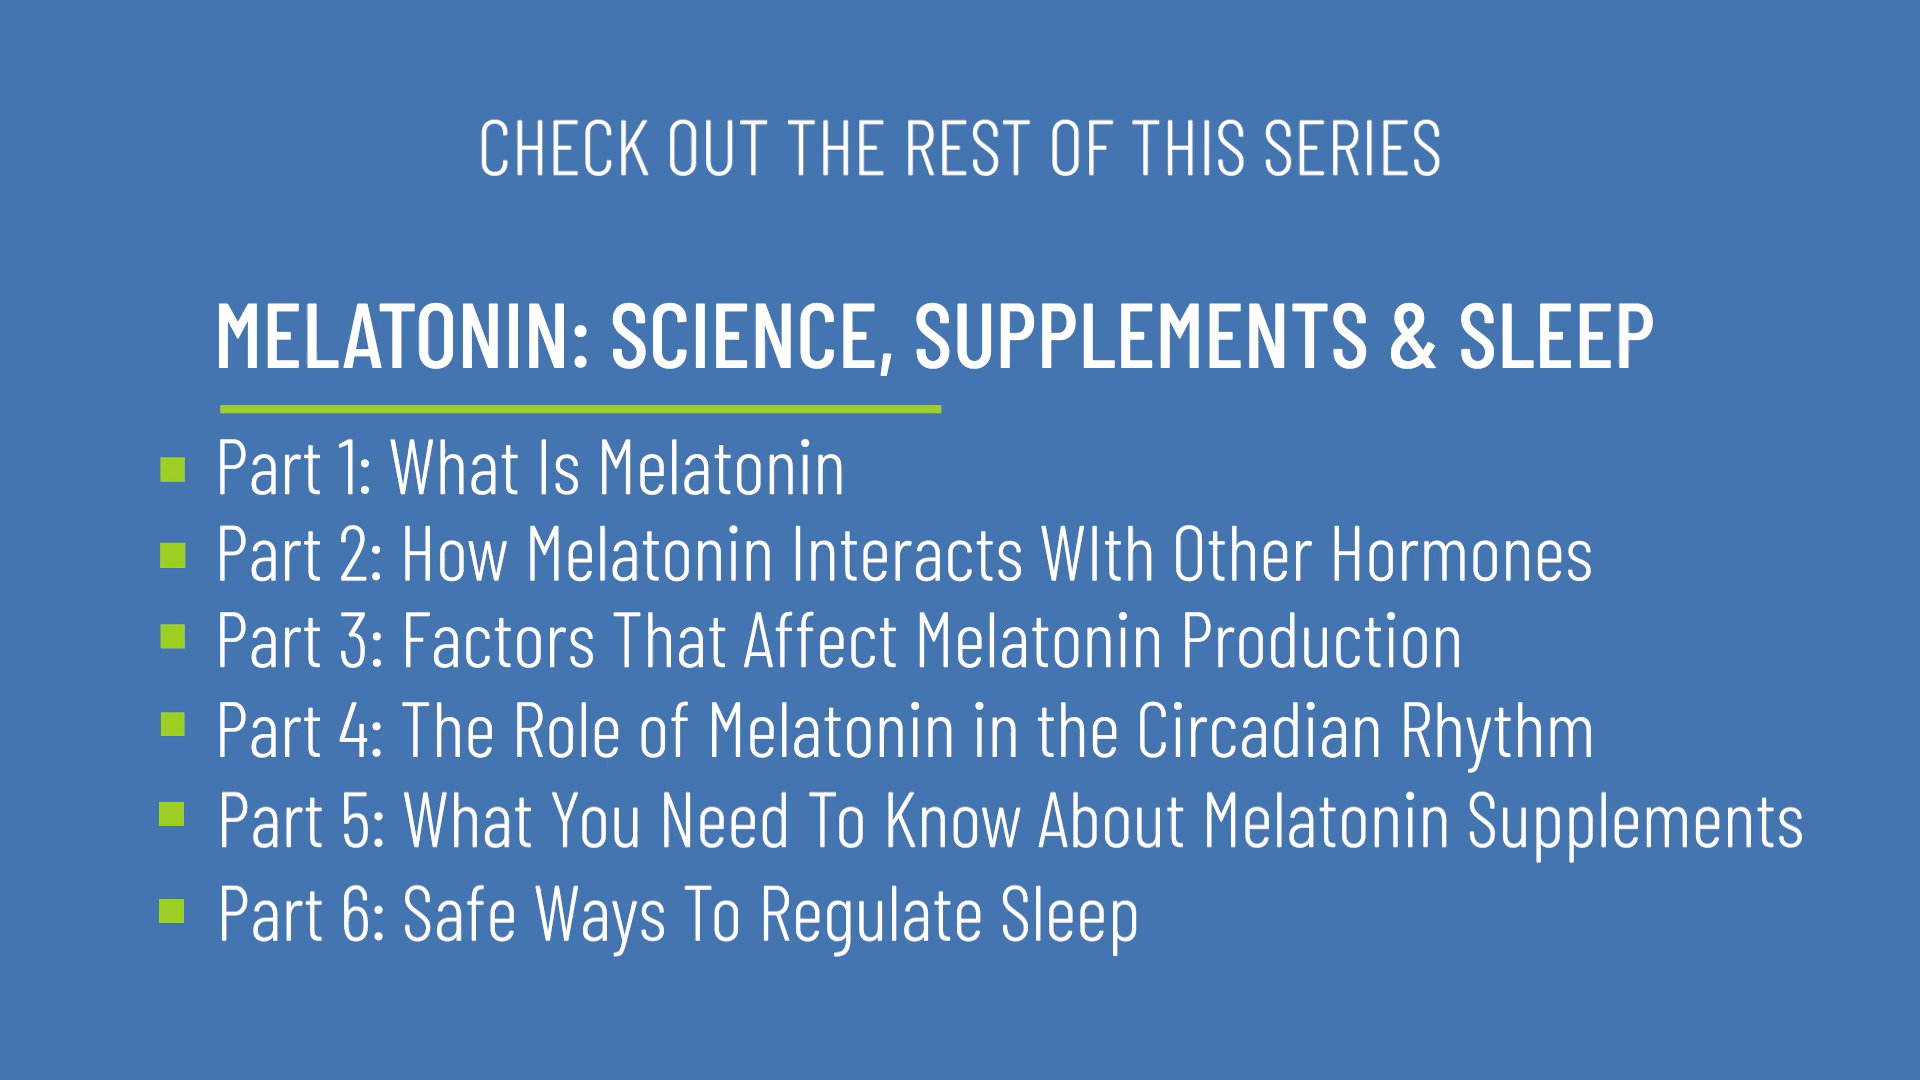 CHECK OUT THE REST OF THIS SERIES
MELATONIN: SCIENCE, SUPPLEMENTS & SLEEP
Part 1: What Is Melatonin
Part 2: How Melatonin Interacts WIth Other Hormones
Part 3: Factors That Affect Melatonin Production
Part 4: The Role of Melatonin in the Circadian Rhythm
Part 5: What You Need To Know About Melatonin Supplements
Part 6: Safe Ways To Regulate Sleep